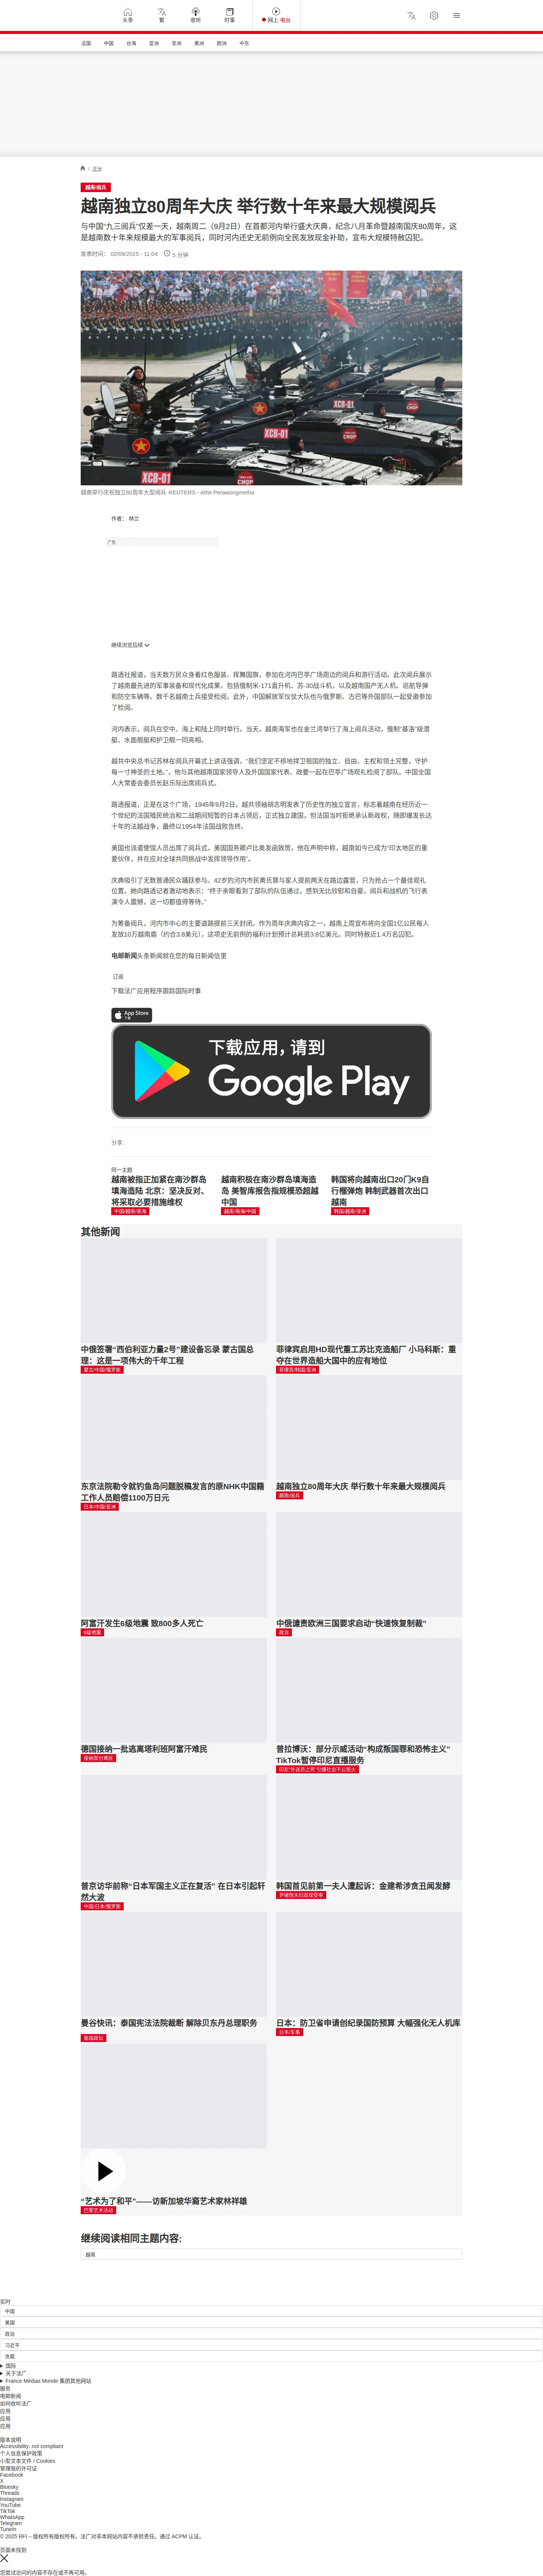 头条
繁
收听
时事
网上 电台
法国 中国 台海 亚洲 非洲 美洲 欧洲 中东
/ 亚洲
越南/阅兵
越南独立80周年大庆 举行数十年来最大规模阅兵
与中国“九三阅兵”仅差一天，越南周二（9月2日）在首都河内举行盛大庆典，纪念八月革命暨越南国庆80周年，这
是越南数十年来规模最大的军事阅兵，同时河内还史无前例向全民发放现金补助，宣布大规模特赦囚犯。
发表时间： 02/09/2025 - 11:04 5 分钟
XCB-01
XCB-01
CNQP
XCB-01
CNQP
越南举行庆祝独立80周年大型阅兵 REUTERS - Athit Perawongmetha
作者： 林兰
广告
继续浏览后续
路透社报道，当天数万民众身着红色服装、挥舞国旗，参加在河内巴亭广场周边的阅兵和游行活动。此次阅兵展示
了越南最先进的军事装备和现代化成果，包括俄制米-171直升机、苏-30战斗机，以及越南国产无人机、巡航导弹
和防空车辆等。数千名越南士兵接受检阅。此外，中国解放军仪仗大队也与俄罗斯、古巴等外国部队一起受邀参加
了检阅。
河内表示，阅兵在空中、海上和陆上同时举行。当天，越南海军也在金兰湾举行了海上阅兵活动，俄制“基洛”级潜
艇、水面舰艇和护卫舰一同亮相。
越共中央总书记苏林在阅兵开幕式上讲话强调，“我们坚定不移地捍卫祖国的独立、自由、主权和领土完整，守护
每一寸神圣的土地。”，他与其他越南国家领导人及外国国家代表、政要一起在巴亭广场观礼检阅了部队。中国全国
人大常委会委员长赵乐际出席阅兵式。
路透报道，正是在这个广场，1945年9月2日，越共领袖胡志明发表了历史性的独立宣言，标志着越南在经历近一
个世纪的法国殖民统治和二战期间短暂的日本占领后，正式独立建国，但法国当时拒绝承认新政权，随即爆发长达
十年的法越战争，最终以1954年法国战败告终。
美国也派遣使馆人员出席了阅兵式，美国国务卿卢比奥发函致贺，他在声明中称，越南如今已成为“印太地区的重
要伙伴，并在应对全球共同挑战中发挥领导作用”。
庆典吸引了无数普通民众踊跃参与。42岁的河内市民黄氏慧与家人提前两天在路边露营，只为抢占一个最佳观礼
位置。她向路透记者激动地表示：“终于亲眼看到了部队的队伍通过，感到无比欣慰和自豪。阅兵和战机的飞行表
演令人震撼，这一切都值得等待。”
为筹备阅兵，河内市中心的主要道路提前三天封闭。作为周年庆典内容之一，越南上周宣布将向全国1亿公民每人
发放10万越南盾（约合3.8美元），这项史无前例的福利计划预计总耗资3.8亿美元。同时特赦近1.4万名囚犯。
电邮新闻头条新闻就在您的每日新闻信里
订阅
下载法广应用程序跟踪国际时事
App Store
下载
下载应用，请到
Google Play
分享 :
同一主题
越南被指正加紧在南沙群岛
填海造陆 北京：坚决反对、
将采取必要措施维权
中国/越南/南海
越南积极在南沙群岛填海造
岛 美智库报告指规模恐超越
中国
越南/南海/中国
韩国将向越南出口20门K9自
行榴弹炮 韩制武器首次出口
越南
韩国/越南/亚洲
其他新闻
中俄签署“西伯利亚力量2号”建设备忘录 蒙古国总
理：这是一项伟大的千年工程
蒙古/中国/俄罗斯
菲律宾启用HD现代重工苏比克造船厂 小马科斯：重
夺在世界造船大国中的应有地位
菲律宾/韩国/亚洲
东京法院勒令就钓鱼岛问题脱稿发言的原NHK中国籍
工作人员赔偿1100万日元
日本/中国/亚洲
越南独立80周年大庆 举行数十年来最大规模阅兵
越南/阅兵
阿富汗发生6级地震 致800多人死亡
6级地震
中俄谴责欧洲三国要求启动“快速恢复制裁”
政治
德国接纳一批逃离塔利班阿富汗难民
接纳部分难民
普拉博沃：部分示威活动“构成叛国罪和恐怖主义”
TikTok暂停印尼直播服务
印尼“外送员之死”引爆社会不公怒火
普京访华前称“日本军国主义正在复活” 在日本引起轩
然大波
中国/日本/俄罗斯
韩国首见前第一夫人遭起诉：金建希涉贪丑闻发酵
尹锡悦夫妇双双受审
曼谷快讯：泰国宪法法院裁断 解除贝东丹总理职务
泰国政坛
日本：防卫省申请创纪录国防预算 大幅强化无人机库
日本/军事
“艺术为了和平”——访新加坡华裔艺术家林祥雄
巴黎艺术活动
继续阅读相同主题内容:
越南
实时
中国
美国
政治
习近平
贪腐
国际
关于法广
France Médias Monde 集团其他网站
服务
电邮新闻
如何收听法广
应用
应用
应用
版本说明
Accessibility: not compliant
个人信息保护政策
小型文本文件 / Cookies
管理我的许可证
Facebook
X
Bluesky
Threads
Instagram
YouTube
TikTok
WhatsApp
Telegram
TuneIn
© 2025 RFI – 版权所有版权所有。法广对非本网站内容不承担责任。通过 ACPM 认证。
页面未找到
您尝试访问的内容不存在或不再可用。